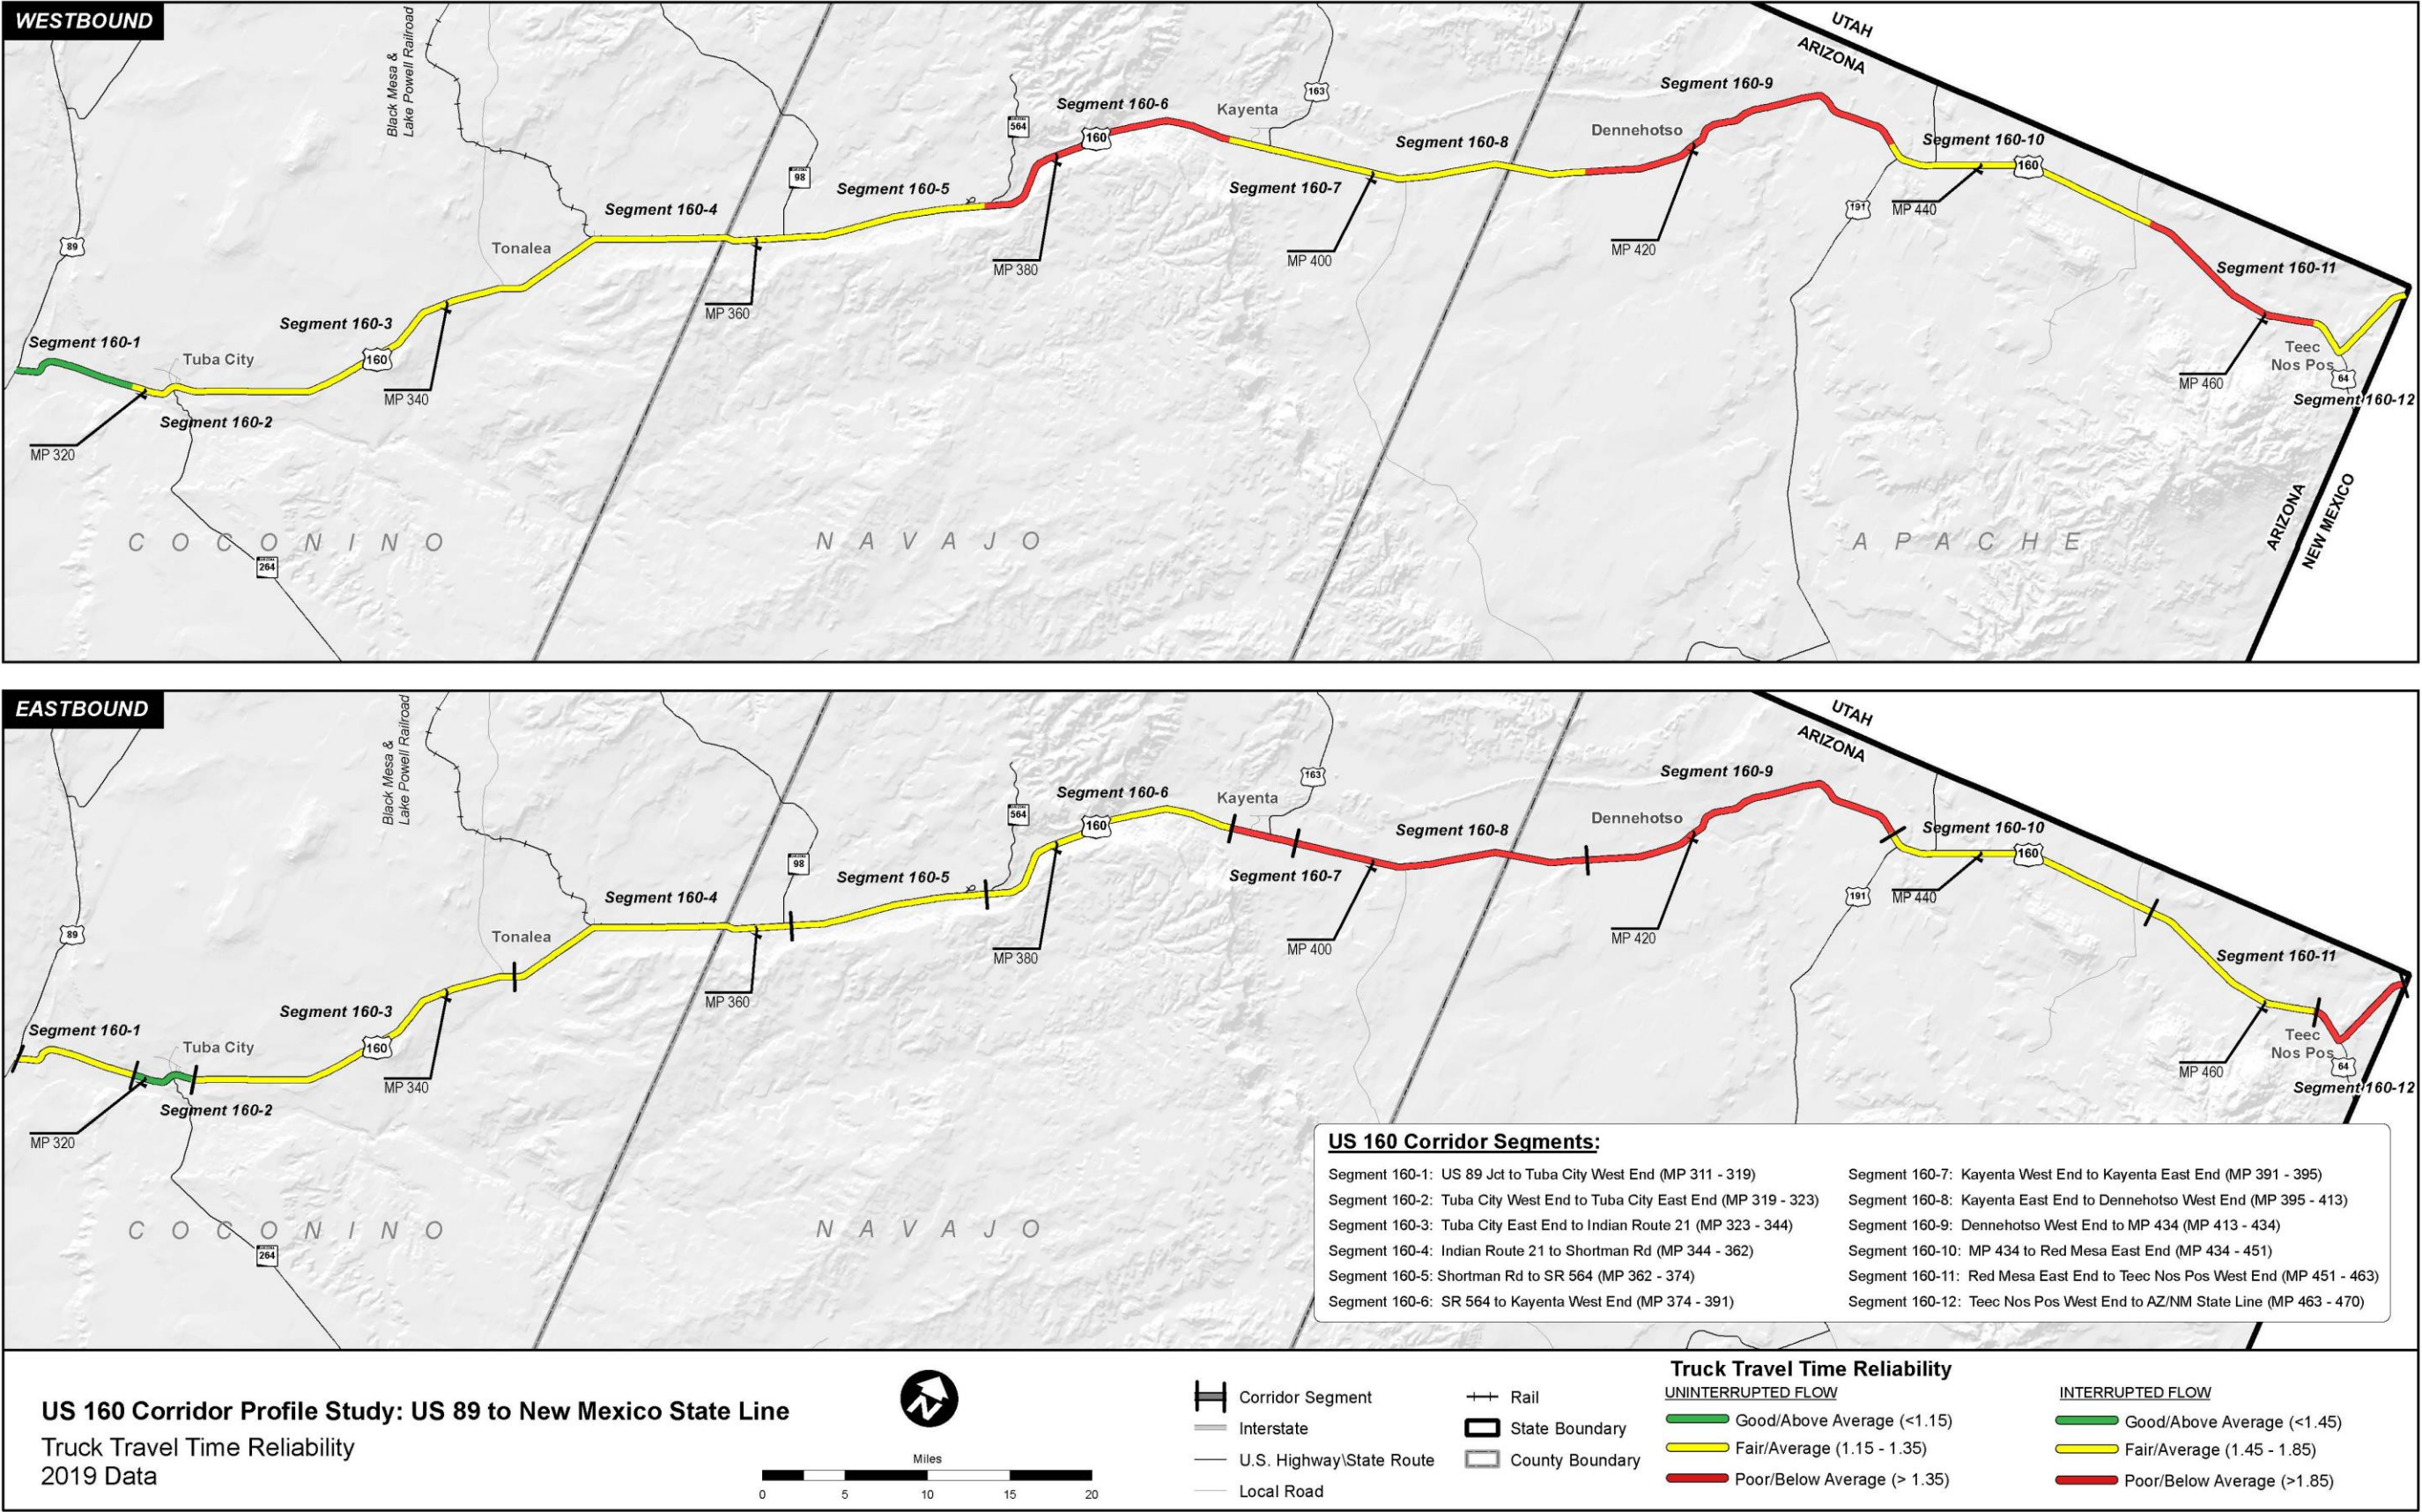 WESTBOUND
UTAH
ARIZONA
Black Mesa &
Lake Powell Railroad
Segment 160-9
163
Segment 160-6
Kayenta
564
160
Dennehotso
Segment 160-8
Segment 160-10
160
98
Segment 160-5
Segment 160-7
Segment 160-4
191
MP 440
89
Tonalea
MP 420
MP 400
MP 380
Segment 160-11
MP 360
Segment 160-3
Segment 160-1
Tuba City
160
Teec
Nos Pos
64
MP 460
MP 340
Segment 160-12
Segment 160-2
MP 320
COCONINO
NAVAJO
APACHE
ARIZONA
NEW MEXICO
264
EASTBOUND
UTAH
ARIZONA
Black Mesa &
Lake Powell Railroad
Segment 160-9
163
Segment 160-6
Kayenta
564
160
Dennehotso
Segment 160-8
Segment 160-10
160
98
Segment 160-5
Segment 160-7
Segment 160-4
191
MP 440
89
Tonalea
MP 420
MP 400
MP 380
Segment 160-11
MP 360
Segment 160-3
Segment 160-1
Tuba City
160
Teec
Nos Pos
64
MP 460
MP 340
Segment 160-12
Segment 160-2
MP 320
COCONINO
NAVAJO
264
US 160 Corridor Segments:
Segment 160-1: US 89 Jct to Tuba City West End (MP 311 - 319)
Segment 160-2: Tuba City West End to Tuba City East End (MP 319 - 323)
Segment 160-3: Tuba City East End to Indian Route 21 (MP 323 - 344)
Segment 160-4: Indian Route 21 to Shortman Rd (MP 344 - 362)
Segment 160-5: Shortman Rd to SR 564 (MP 362 - 374)
Segment 160-6: SR 564 to Kayenta West End (MP 374 - 391)
Segment 160-7: Kayenta West End to Kayenta East End (MP 391 - 395)
Segment 160-8: Kayenta East End to Dennehotso West End (MP 395 - 413)
Segment 160-9: Dennehotso West End to MP 434 (MP 413 - 434)
Segment 160-10: MP 434 to Red Mesa East End (MP 434 - 451)
Segment 160-11: Red Mesa East End to Teec Nos Pos West End (MP 451 - 463)
Segment 160-12: Teec Nos Pos West End to AZ/NM State Line (MP 463 - 470)
US 160 Corridor Profile Study: US 89 to New Mexico State Line
Truck Travel Time Reliability
2019 Data
N
Miles
0 5 10 15 20
Corridor Segment
Interstate
U.S. Highway\State Route
Local Road
Rail
State Boundary
County Boundary
Truck Travel Time Reliability
UNINTERRUPTED FLOW
Good/Above Average (<1.15)
Fair/Average (1.15 - 1.35)
Poor/Below Average (> 1.35)
INTERRUPTED FLOW
Good/Above Average (<1.45)
Fair/Average (1.45 - 1.85)
Poor/Below Average (>1.85)